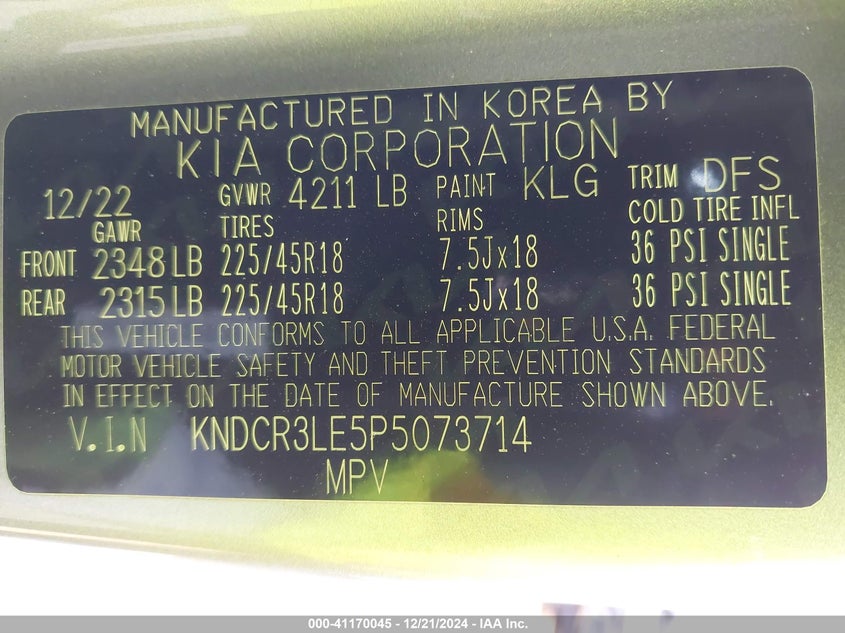 MANUFACTURED IN KOREA BY
KIA CORPORATION
12/22 GVWR 4211 LB PAINT KLG TRIM DFS
GAWR TIRES RIMS COLD TIRE INFL
FRONT 2348 LB 225/45R18 7.5Jx18 36 PSI SINGLE
REAR 2315 LB 225/45R18 7.5Jx18 36 PSI SINGLE
THIS VEHICLE CONFORMS TO ALL APPLICABLE U.S.A. FEDERAL
MOTOR VEHICLE SAFETY AND THEFT PREVENTION STANDARDS
IN EFFECT ON THE DATE OF MANUFACTURE SHOWN ABOVE.
V.I.N KNDCR3LE5P5073714
MPV
000-41170045 - 12/21/2024 - IAA Inc.